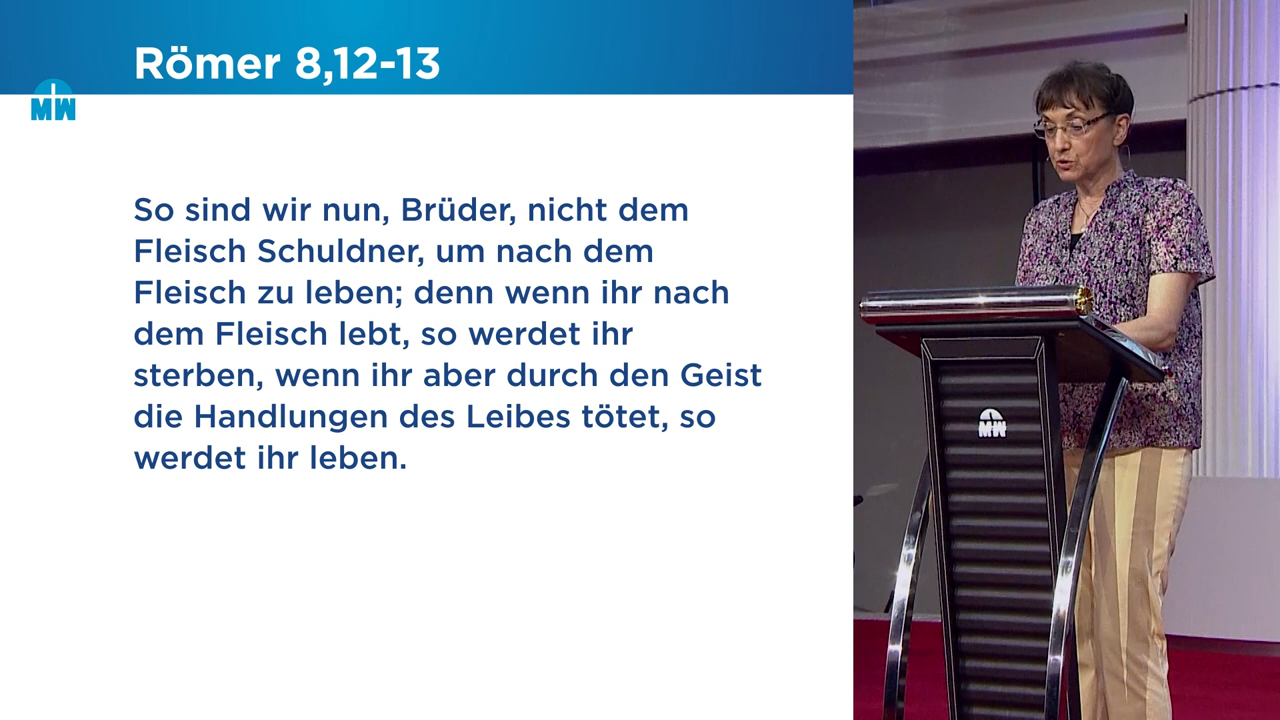 Römer 8,12-13
MW
So sind wir nun, Brüder, nicht dem
Fleisch Schuldner, um nach dem
Fleisch zu leben; denn wenn ihr nach
dem Fleisch lebt, so werdet ihr
sterben, wenn ihr aber durch den Geist
die Handlungen des Leibes tötet, so
werdet ihr leben.
MW